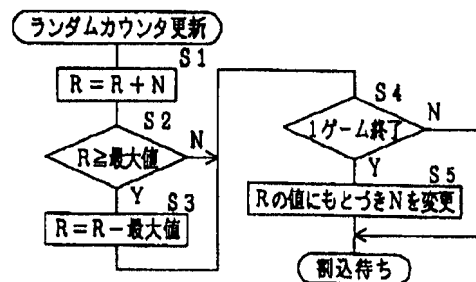 ランダムカウンタ更新
S1
R=R+N
S2
R≧最大値
N
Y
S3
R=R-最大値
S4
1ゲーム終了
N
Y
S5
Rの値にもとづきNを変更
割込待ち